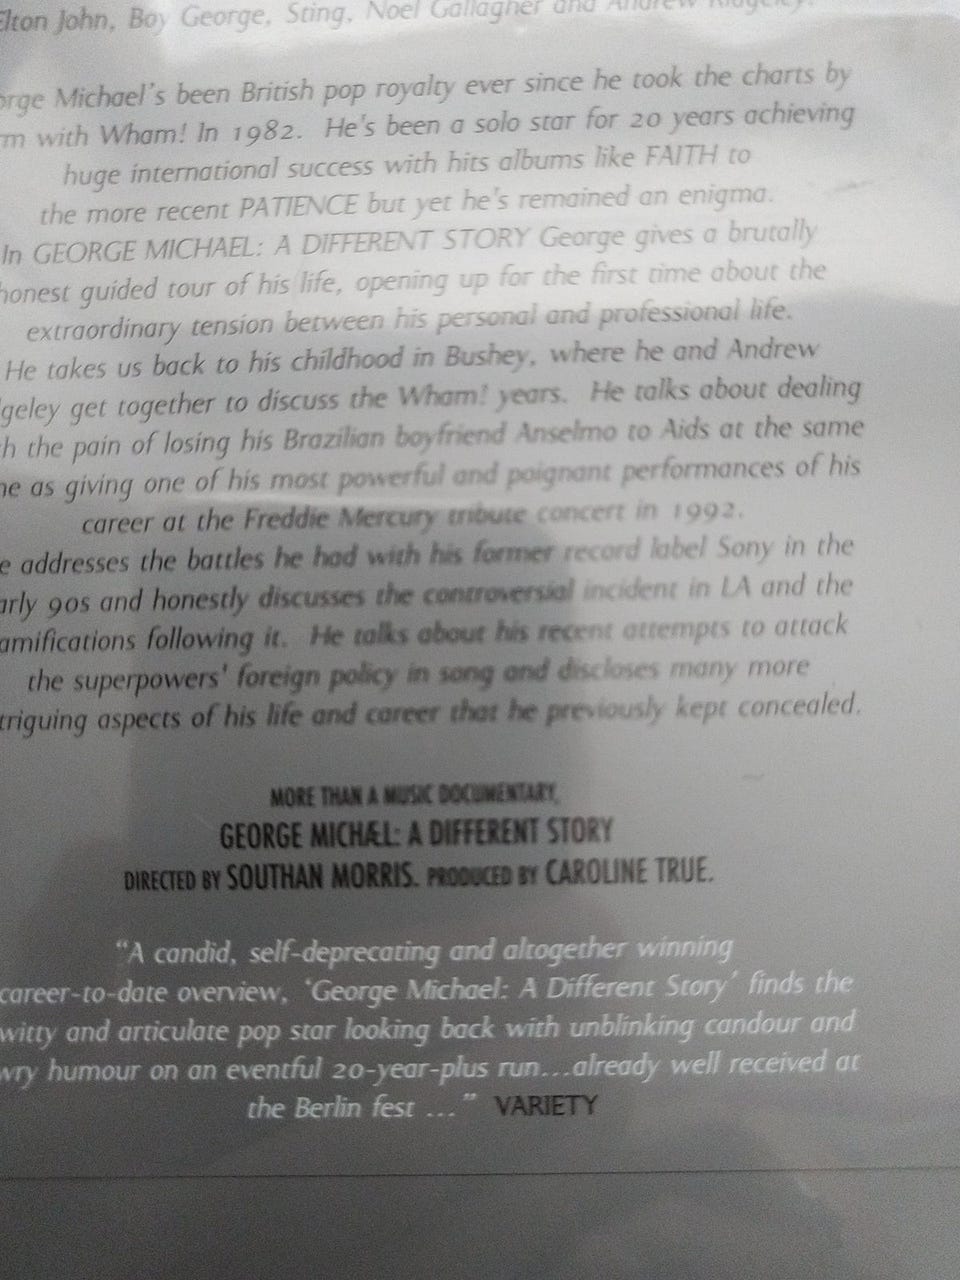 Elton John, Boy George, Sting, Noel Gallagher and Andrew Ridgeley.
orge Michael's been British pop royalty ever since he took the charts by
rm with Wham! In 1982. He's been a solo star for 20 years achieving
huge international success with hits albums like FAITH to
the more recent PATIENCE but yet he's remained an enigma.
In GEORGE MICHAEL: A DIFFERENT STORY George gives a brutally
honest guided tour of his life, opening up for the first time about the
extraordinary tension between his personal and professional life.
He takes us back to his childhood in Bushey, where he and Andrew
geley get together to discuss the Wham! years. He talks about dealing
h the pain of losing his Brazilian boyfriend Anselmo to Aids at the same
me as giving one of his most powerful and poignant performances of his
career at the Freddie Mercury tribute concert in 1992.
e addresses the battles he had with his former record label Sony in the
arly 90s and honestly discusses the controversial incident in LA and the
amifications following it. He talks about his recent attempts to attack
the superpowers' foreign policy in song and discloses many more
triguing aspects of his life and career that he previously kept concealed.
MORE THAN A MUSIC DOCUMENTARY,
GEORGE MICHÆL: A DIFFERENT STORY
DIRECTED BY SOUTHAN MORRIS. PRODUCED BY CAROLINE TRUE.
"A candid, self-deprecating and altogether winning
career-to-date overview, 'George Michael: A Different Story' finds the
witty and articulate pop star looking back with unblinking candour and
wry humour on an eventful 20-year-plus run...already well received at
the Berlin fest ..." VARIETY